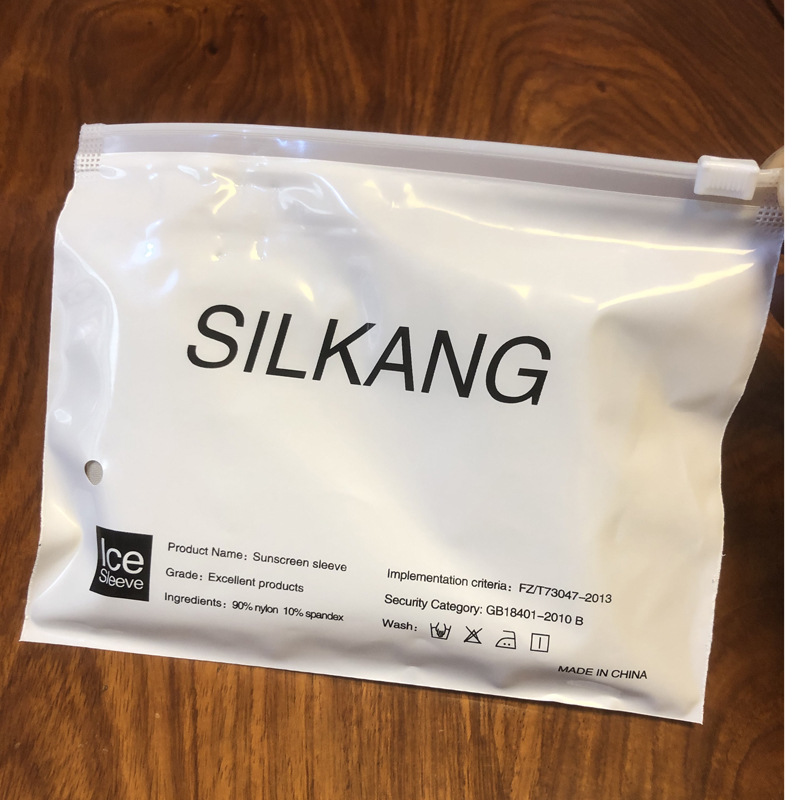 SILKANG
Ice
Sleeve
Product Name: Sunscreen sleeve
Grade: Excellent products
Ingredients: 90% nylon 10% spandex
Implementation criteria: FZ/T73047-2013
Security Category: GB18401-2010 B
Wash:
MADE IN CHINA